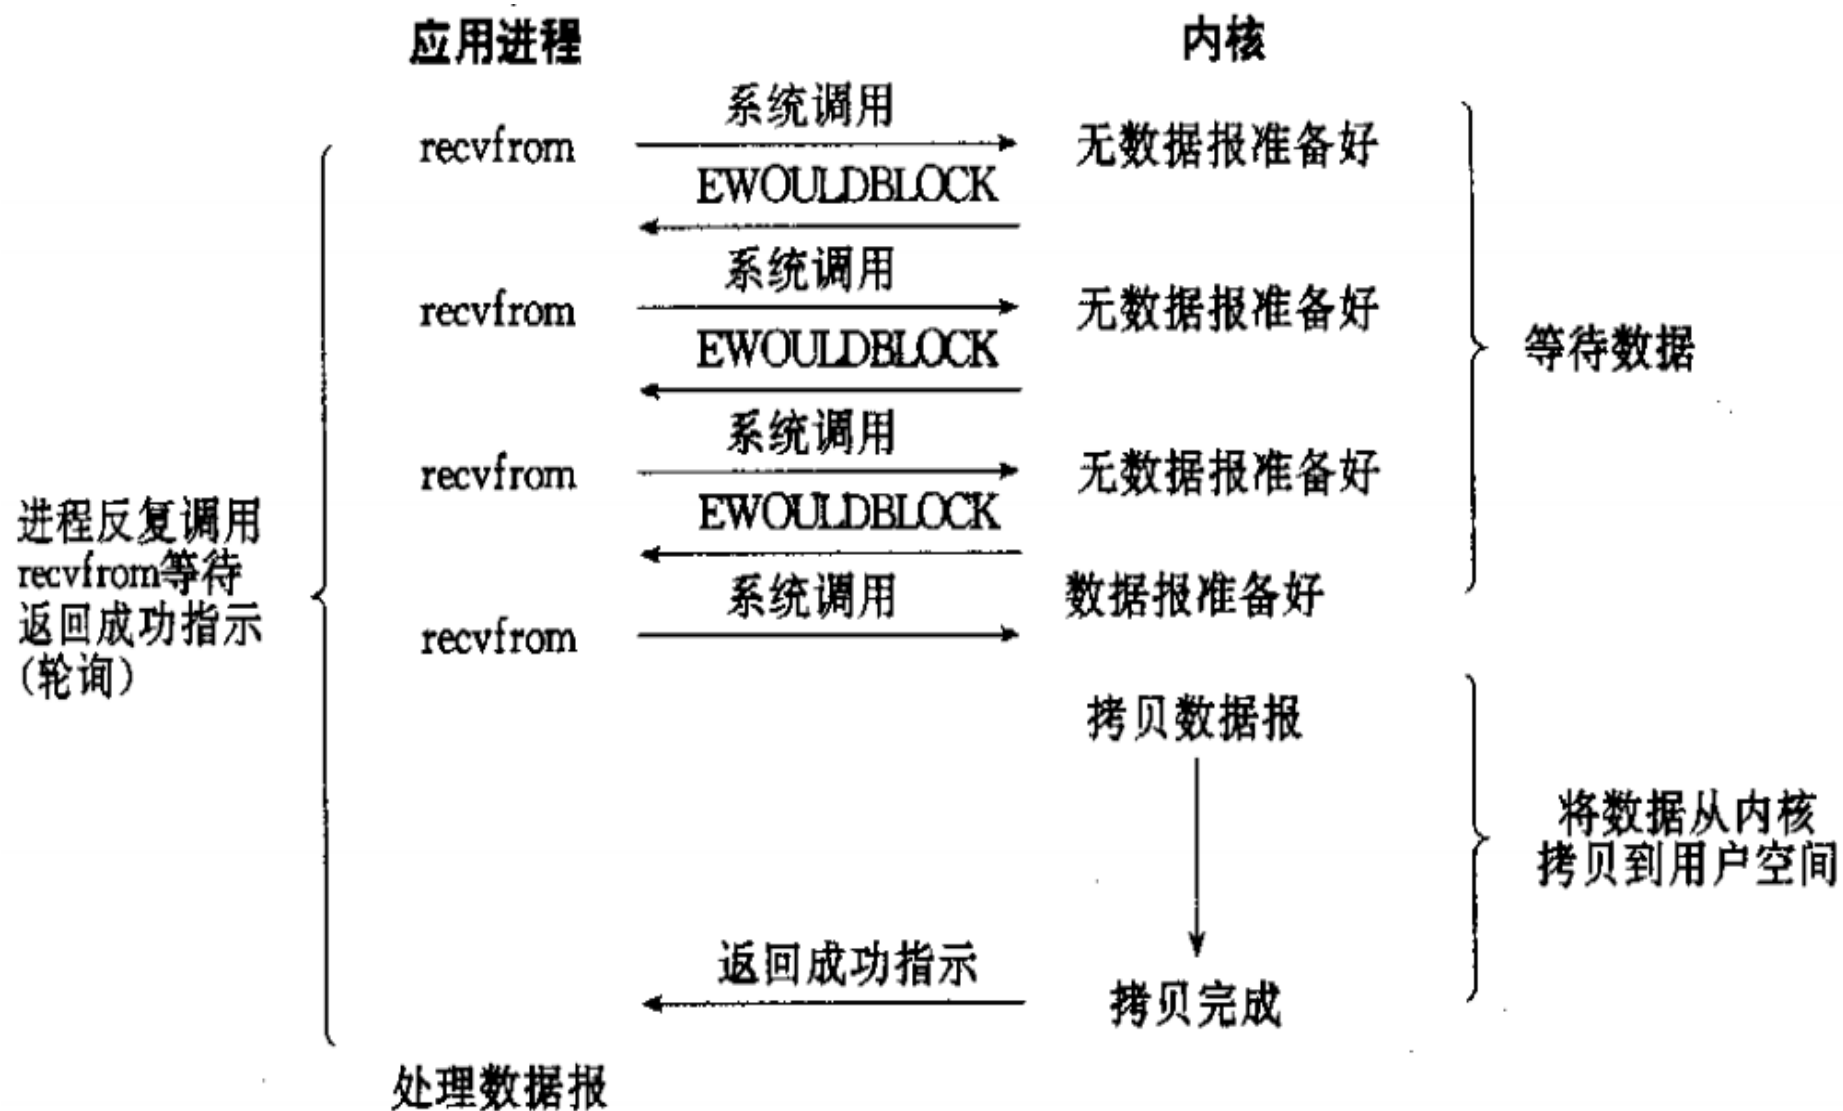 应用进程
内核
系统调用
recvfrom
无数据报准备好
EWOULDBLOCK
系统调用
recvfrom
无数据报准备好
EWOULDBLOCK
等待数据
系统调用
recvfrom
无数据报准备好
EWOULDBLOCK
进程反复调用
recvfrom等待
返回成功指示
(轮询)
系统调用
数据报准备好
recvfrom
拷贝数据报
将数据从内核
拷贝到用户空间
返回成功指示
拷贝完成
处理数据报